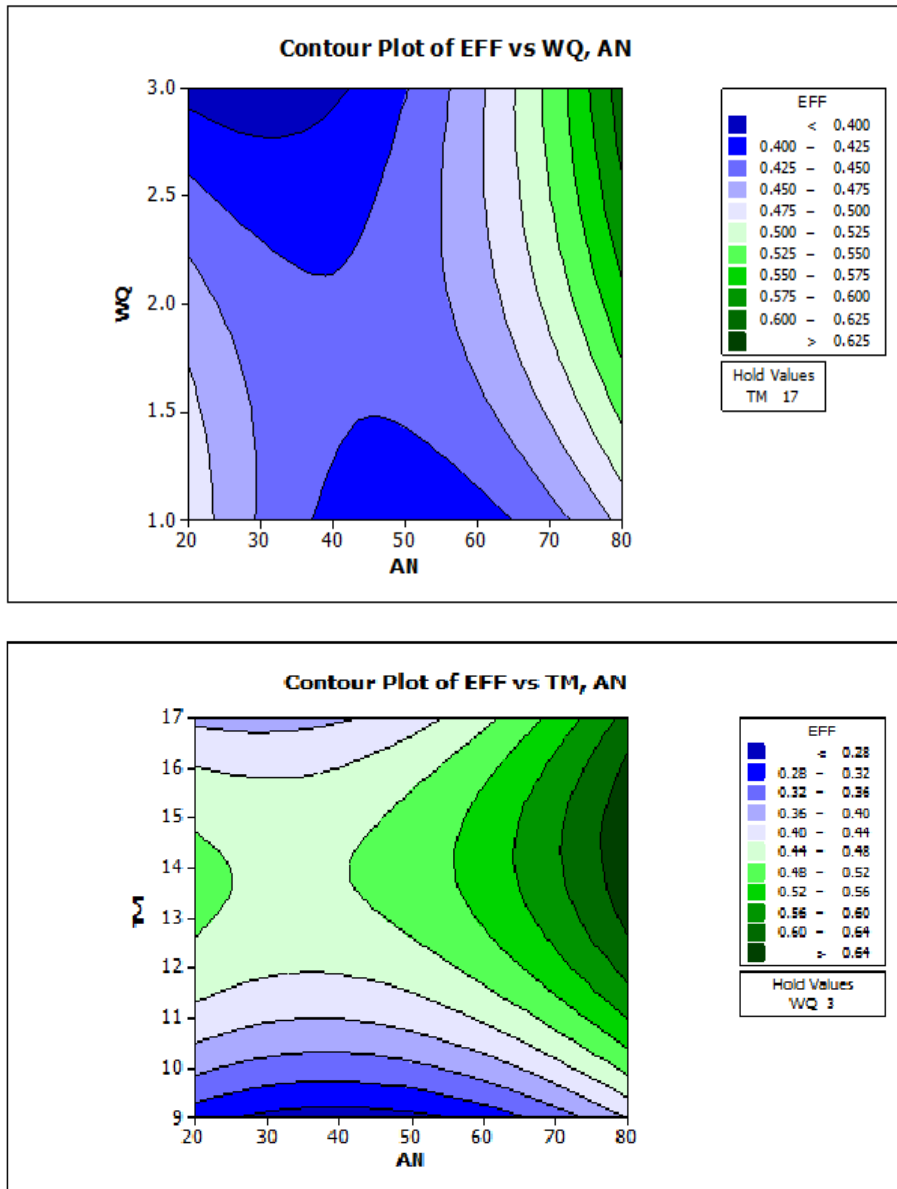 Contour Plot of EFF vs WQ, AN
3.0
2.5
2.0
1.5
1.0
WQ
20 30 40 50 60 70 80
AN
EFF
< 0.400
0.400 – 0.425
0.425 – 0.450
0.450 – 0.475
0.475 – 0.500
0.500 – 0.525
0.525 – 0.550
0.550 – 0.575
0.575 – 0.600
0.600 – 0.625
> 0.625
Hold Values
TM 17
Contour Plot of EFF vs TM, AN
17
16
15
14
13
12
11
10
9
TM
20 30 40 50 60 70 80
AN
EFF
< 0.28
0.28 – 0.32
0.32 – 0.36
0.36 – 0.40
0.40 – 0.44
0.44 – 0.48
0.48 – 0.52
0.52 – 0.56
0.56 – 0.60
0.60 – 0.64
> 0.64
Hold Values
WQ 3